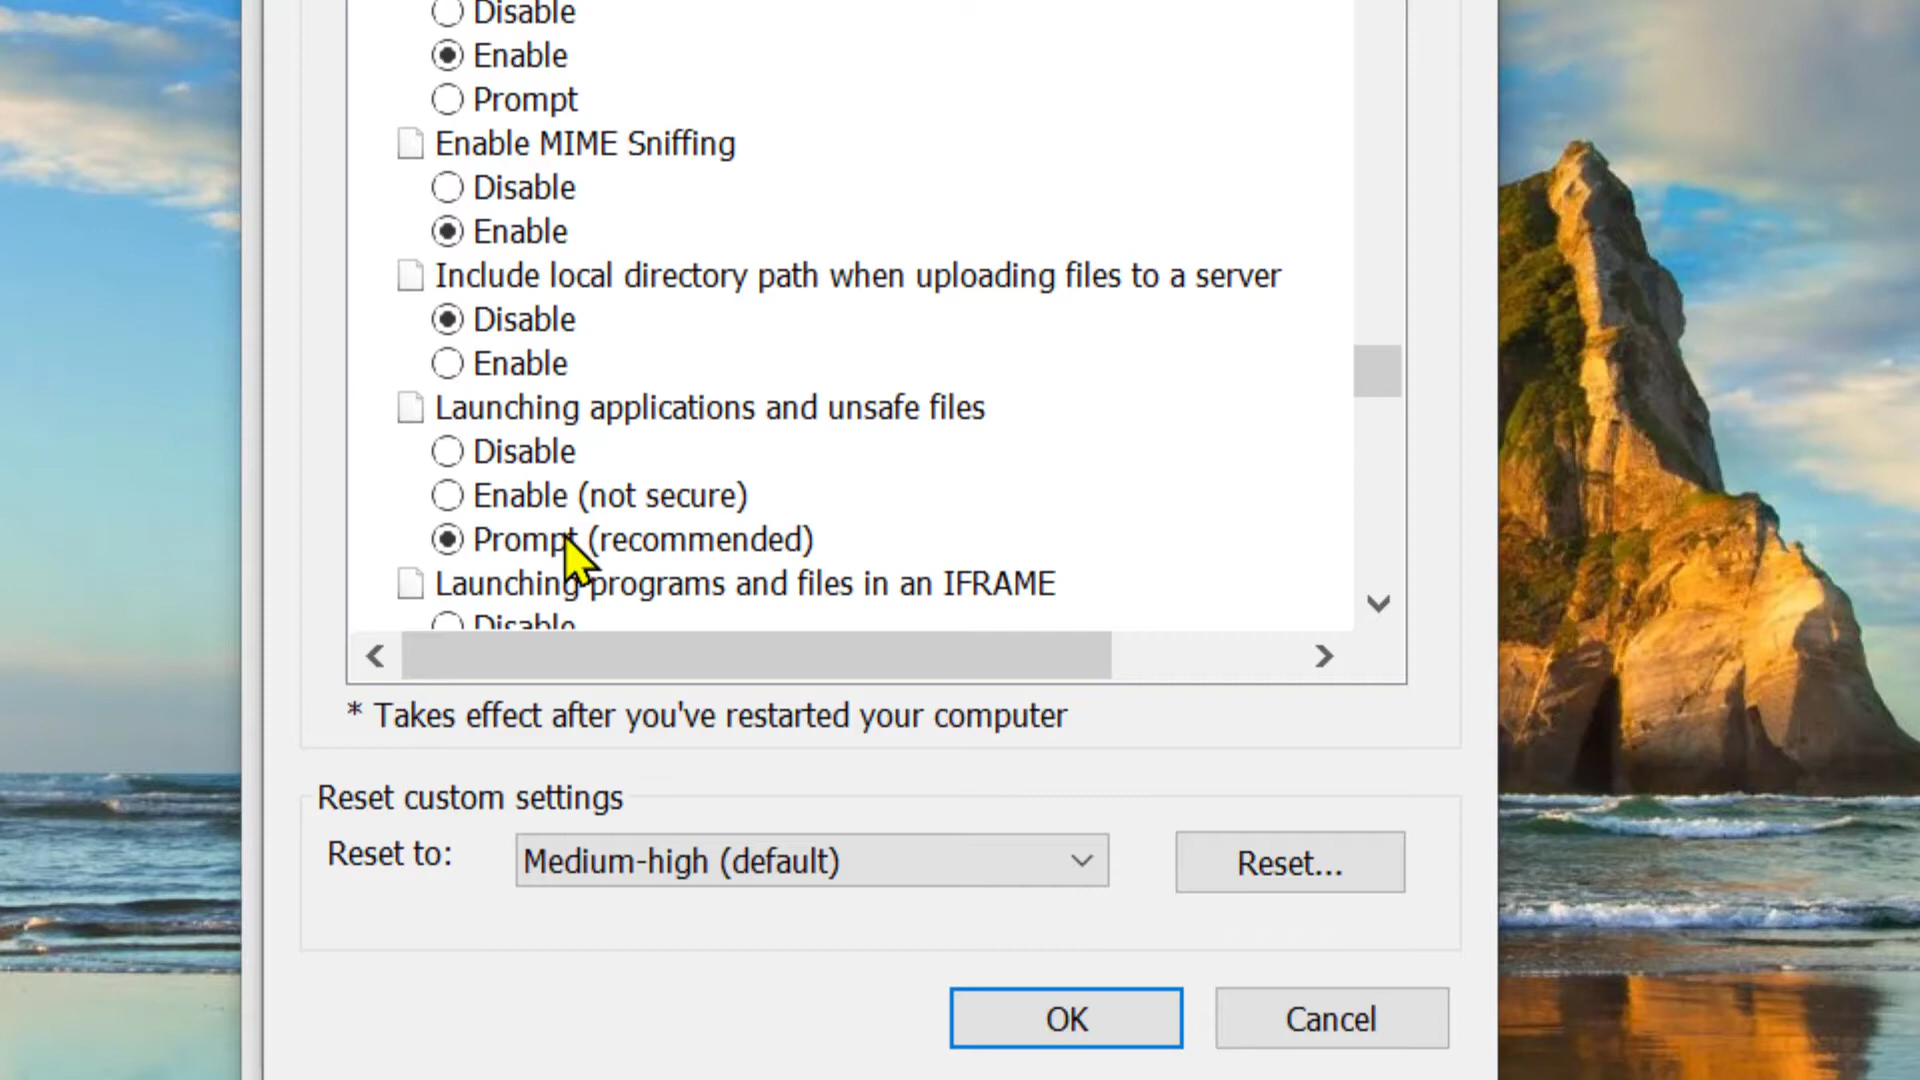 Disable
Enable
Prompt
Enable MIME Sniffing
Disable
Enable
Include local directory path when uploading files to a server
Disable
Enable
Launching applications and unsafe files
Disable
Enable (not secure)
Prompt (recommended)
Launching programs and files in an IFRAME
Disable
* Takes effect after you've restarted your computer
Reset custom settings
Reset to:
Medium-high (default)
Reset...
OK
Cancel